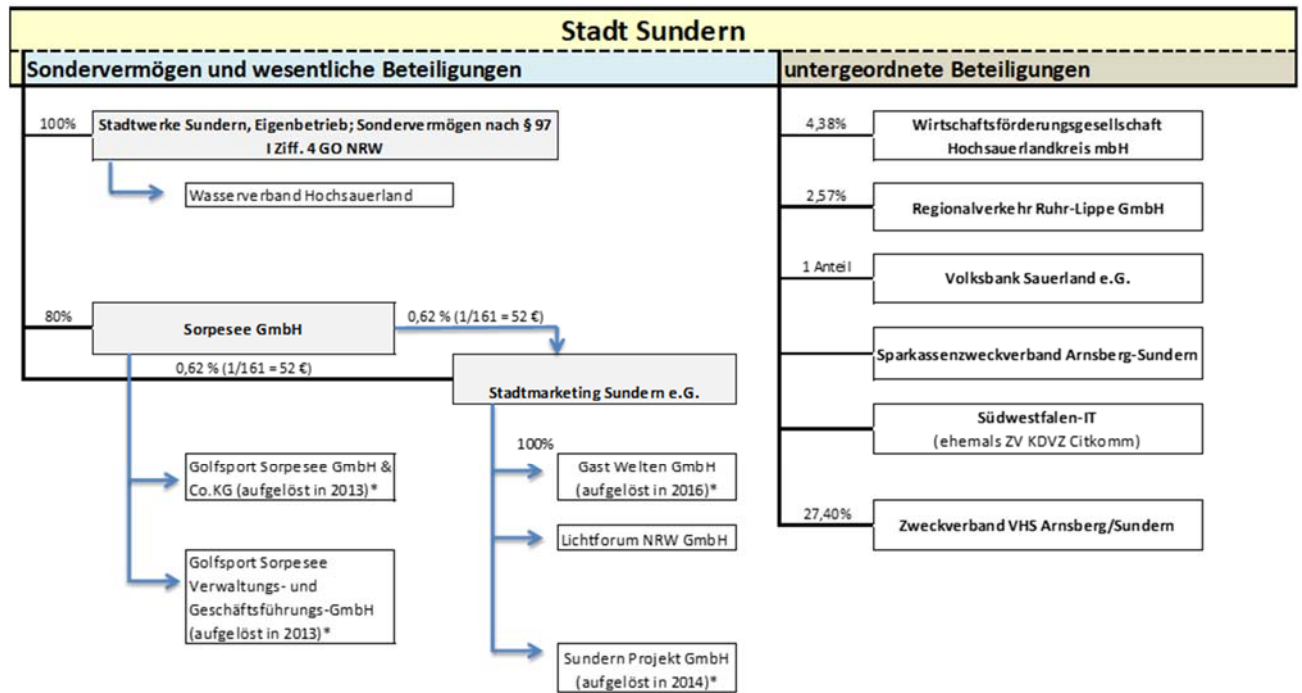 Stadt Sundern
Sondervermögen und wesentliche Beteiligungen
untergeordnete Beteiligungen
100%
Stadtwerke Sundern, Eigenbetrieb; Sondervermögen nach § 97
I Ziff. 4 GO NRW
Wasserverband Hochsauerland
80%
Sorpesee GmbH
0,62 % (1/161 = 52 €)
0,62 % (1/161 = 52 €)
Stadtmarketing Sundern e.G.
Golfsport Sorpesee GmbH &
Co.KG (aufgelöst in 2013)*
Golfsport Sorpesee
Verwaltungs- und
Geschäftsführungs-GmbH
(aufgelöst in 2013)*
100%
Gast Welten GmbH
(aufgelöst in 2016)*
Lichtforum NRW GmbH
Sundern Projekt GmbH
(aufgelöst in 2014)*
4,38%
Wirtschaftsförderungsgesellschaft
Hochsauerlandkreis mbH
2,57%
Regionalverkehr Ruhr-Lippe GmbH
1 Anteil
Volksbank Sauerland e.G.
Sparkassenzweckverband Arnsberg-Sundern
Südwestfalen-IT
(ehemals ZV KDVZ Citkomm)
27,40%
Zweckverband VHS Arnsberg/Sundern